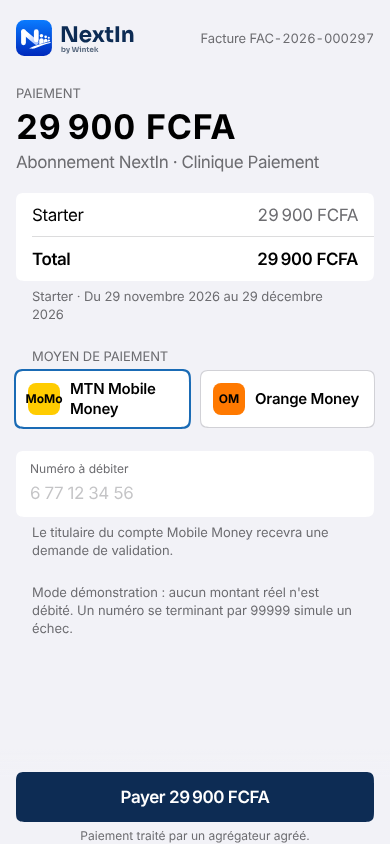 NextIn
by Wintek
Facture FAC-2026-000297
PAIEMENT
29 900 FCFA
Abonnement NextIn · Clinique Paiement
Starter 29 900 FCFA
Total 29 900 FCFA
Starter · Du 29 novembre 2026 au 29 décembre
2026
MOYEN DE PAIEMENT
MoMo MTN Mobile
Money
OM Orange Money
Numéro à débiter
6 77 12 34 56
Le titulaire du compte Mobile Money recevra une
demande de validation.
Mode démonstration : aucun montant réel n'est
débité. Un numéro se terminant par 99999 simule un
échec.
Payer 29 900 FCFA
Paiement traité par un agrégateur agréé.